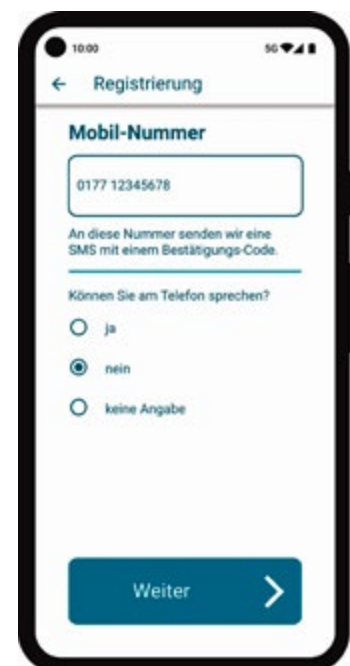 10:00 5G
Registrierung
Mobil-Nummer
0177 12345678
An diese Nummer senden wir eine
SMS mit einem Bestätigungs-Code.
Können Sie am Telefon sprechen?
ja
nein
keine Angabe
Weiter